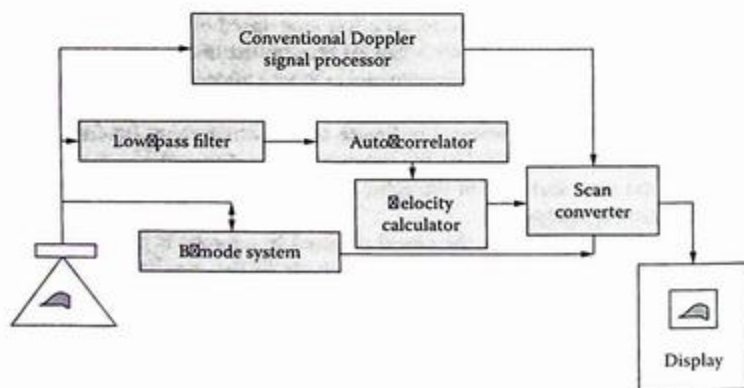 Conventional Doppler
signal processor
Low☒pass filter
Auto☒correlator
☒elocity
calculator
Scan
converter
B☒mode system
Display